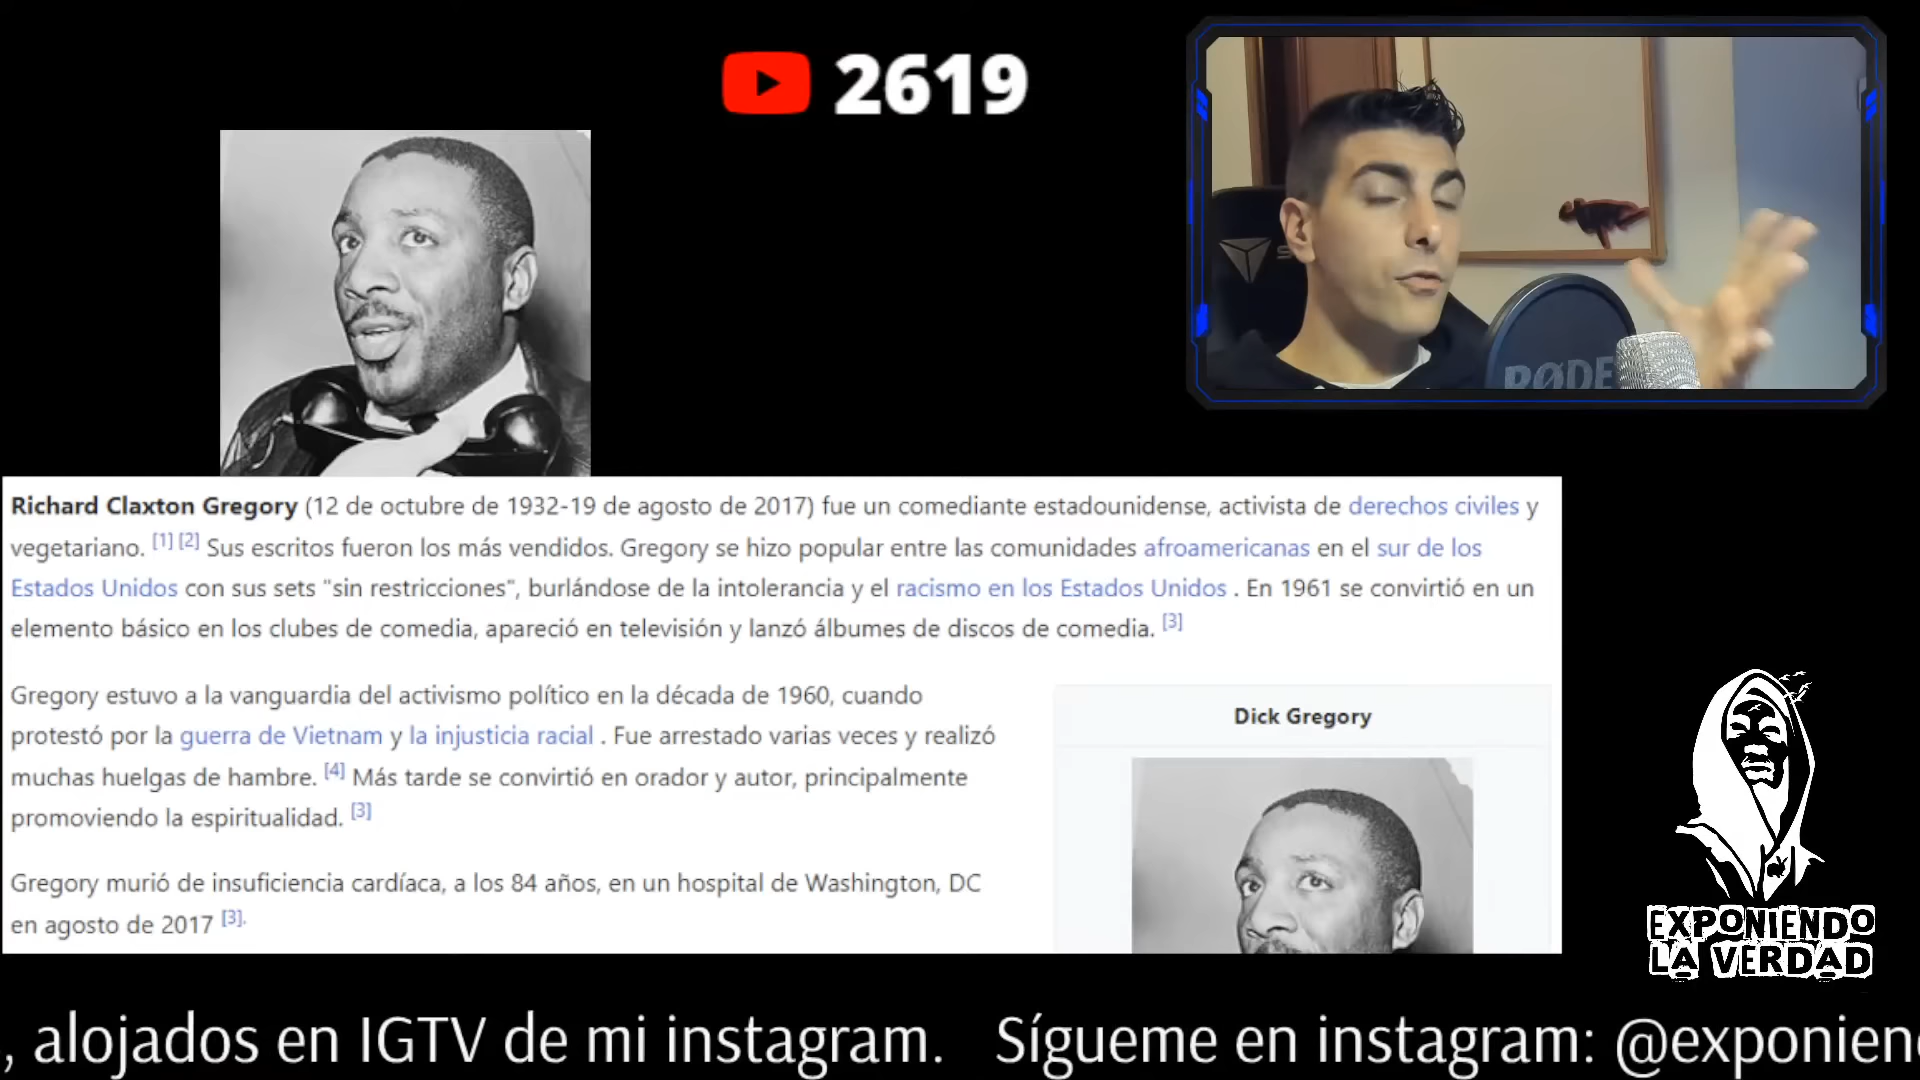 2619
RØDE
Richard Claxton Gregory (12 de octubre de 1932-19 de agosto de 2017) fue un comediante estadounidense, activista de derechos civiles y
vegetariano. [1] [2] Sus escritos fueron los más vendidos. Gregory se hizo popular entre las comunidades afroamericanas en el sur de los
Estados Unidos con sus sets "sin restricciones", burlándose de la intolerancia y el racismo en los Estados Unidos . En 1961 se convirtió en un
elemento básico en los clubes de comedia, apareció en televisión y lanzó álbumes de discos de comedia. [3]
Gregory estuvo a la vanguardia del activismo político en la década de 1960, cuando
protestó por la guerra de Vietnam y la injusticia racial . Fue arrestado varias veces y realizó
muchas huelgas de hambre. [4] Más tarde se convirtió en orador y autor, principalmente
promoviendo la espiritualidad. [3]
Gregory murió de insuficiencia cardíaca, a los 84 años, en un hospital de Washington, DC
en agosto de 2017 [3].
Dick Gregory
EXPONIENDO
LA VERDAD
, alojados en IGTV de mi instagram. Sígueme en instagram: @exponien